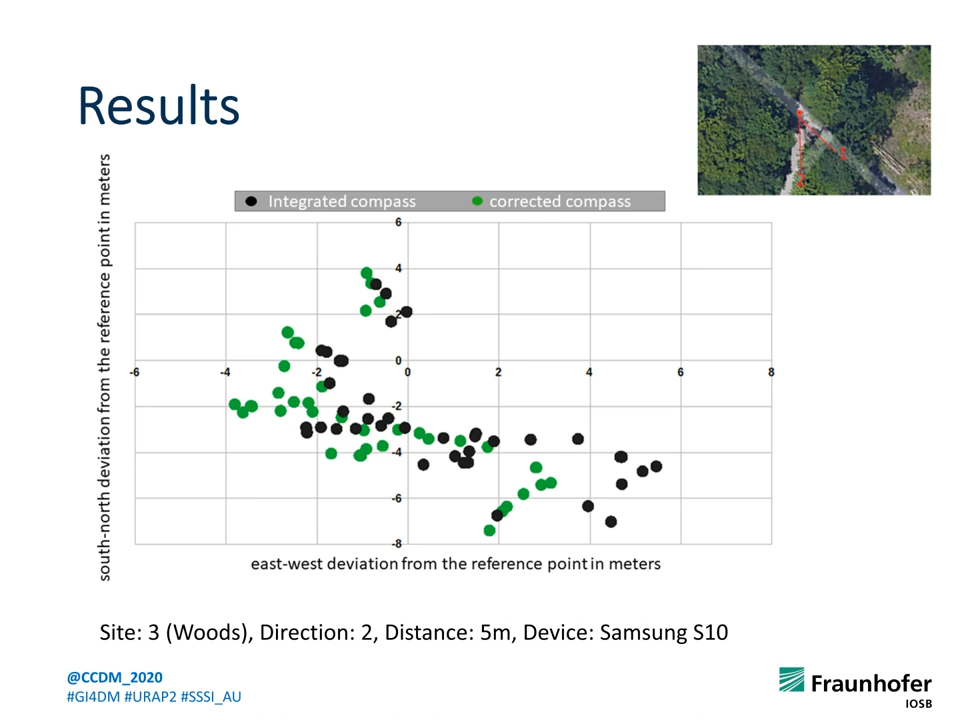 Results
south-north deviation from the reference point in meters
Integrated compass corrected compass
6
4
2
0
-6 -4 -2 0 2 4 6 8
-2
-4
-6
-8
east-west deviation from the reference point in meters
Site: 3 (Woods), Direction: 2, Distance: 5m, Device: Samsung S10
@CCDM_2020
#GI4DM #URAP2 #SSSI_AU
Fraunhofer
IOSB